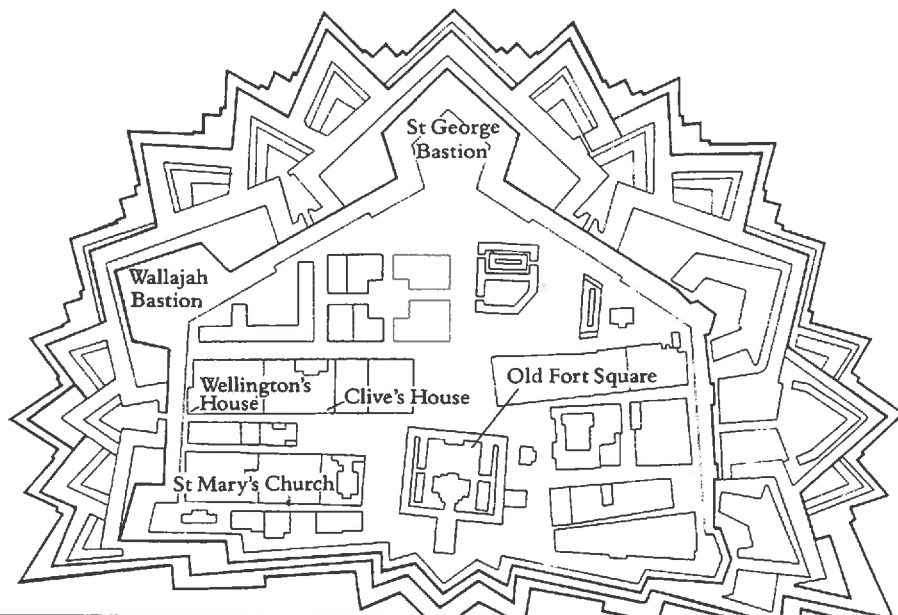 St George
Bastion
Wallajah
Bastion
Old Fort Square
Wellington's
House
Clive's House
St Mary's Church